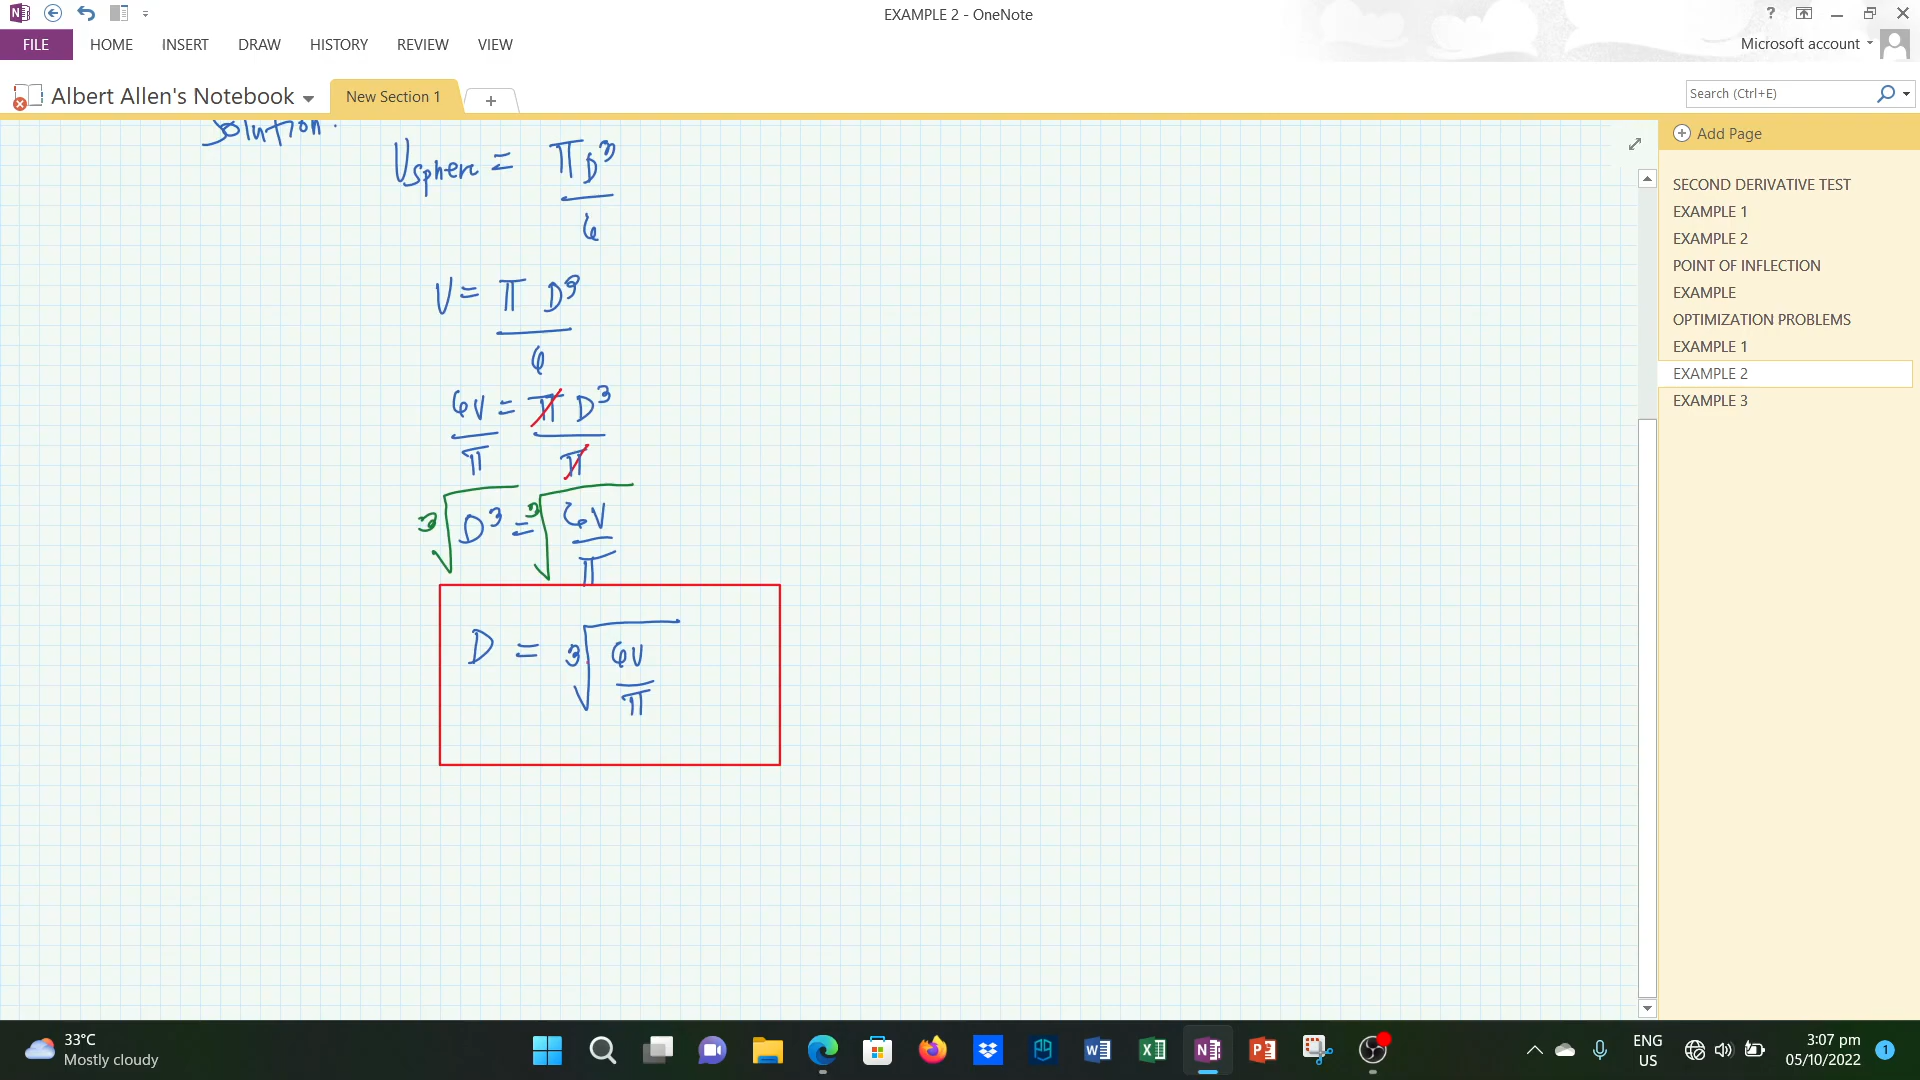 EXAMPLE 2 - OneNote
?
FILE HOME INSERT DRAW HISTORY REVIEW VIEW
Microsoft account
Albert Allen's Notebook
New Section 1
+
Search (Ctrl+E)
Add Page
SECOND DERIVATIVE TEST
EXAMPLE 1
EXAMPLE 2
POINT OF INFLECTION
EXAMPLE
OPTIMIZATION PROBLEMS
EXAMPLE 1
EXAMPLE 2
EXAMPLE 3
Solution:
Vsphere = πD³
6
V = π D³
6
6V = π D³
π π
∛D³ = ∛6V
π
D = ∛6V
π
33°C
Mostly cloudy
ENG
US
3:07 pm
05/10/2022
1